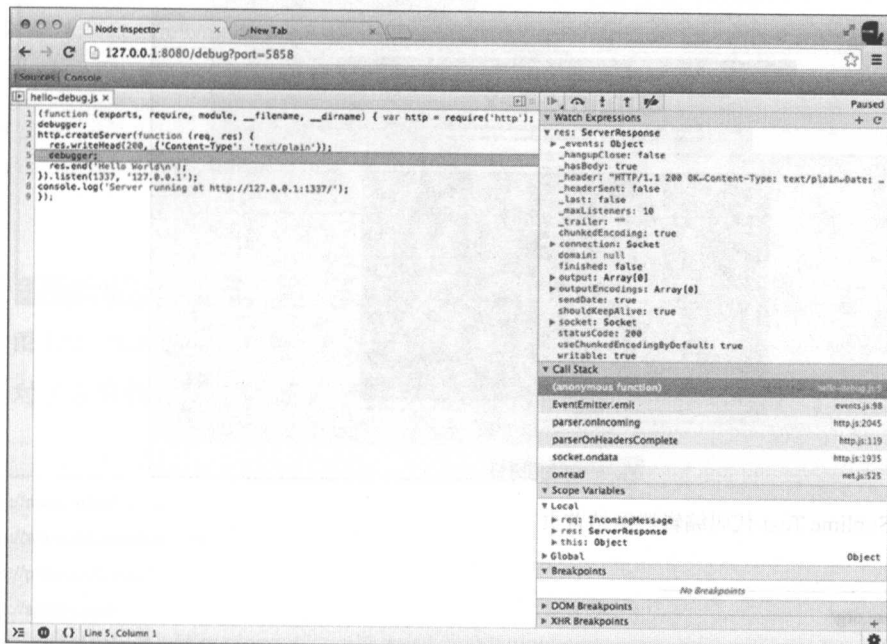 Node Inspector ×
New Tab ×
127.0.0.1:8080/debug?port=5858
Sources Console
hello-debug.js ×
1 (function (exports, require, module, __filename, __dirname) { var http = require('http');
2 debugger;
3 http.createServer(function (req, res) {
4 res.writeHead(200, {'Content-Type': 'text/plain'});
5 debugger;
6 res.end('Hello World\n');
7 }).listen(1337, '127.0.0.1');
8 console.log('Server running at http://127.0.0.1:1337/');
9 });
Line 5, Column 1
Paused
Watch Expressions
res: ServerResponse
_events: Object
_hangupClose: false
_hasBody: true
_header: "HTTP/1.1 200 OK…Content-Type: text/plain…Date: …
_headerSent: false
_last: false
_maxListeners: 10
_trailer: ""
chunkedEncoding: true
connection: Socket
domain: null
finished: false
output: Array[0]
outputEncodings: Array[0]
sendDate: true
shouldKeepAlive: true
socket: Socket
statusCode: 200
useChunkedEncodingByDefault: true
writable: true
Call Stack
(anonymous function) hello-debug.js:5
EventEmitter.emit events.js:98
parser.onIncoming http.js:2045
parserOnHeadersComplete http.js:119
socket.ondata http.js:1935
onread net.js:525
Scope Variables
Local
req: IncomingMessage
res: ServerResponse
this: Object
Global Object
Breakpoints
No Breakpoints
DOM Breakpoints
XHR Breakpoints